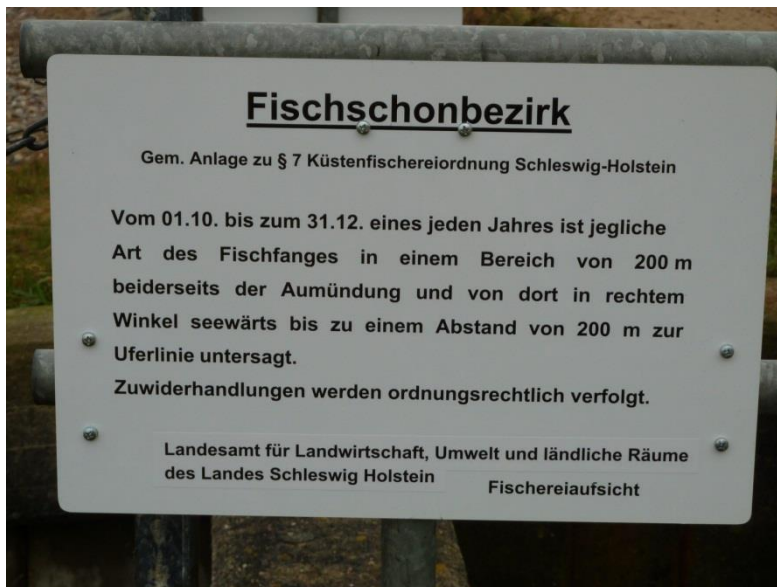 Fischschonbezirk
Gem. Anlage zu § 7 Küstenfischereiordnung Schleswig-Holstein
Vom 01.10. bis zum 31.12. eines jeden Jahres ist jegliche
Art des Fischfanges in einem Bereich von 200 m
beiderseits der Aumündung und von dort in rechtem
Winkel seewärts bis zu einem Abstand von 200 m zur
Uferlinie untersagt.
Zuwiderhandlungen werden ordnungsrechtlich verfolgt.
Landesamt für Landwirtschaft, Umwelt und ländliche Räume
des Landes Schleswig Holstein
Fischereiaufsicht